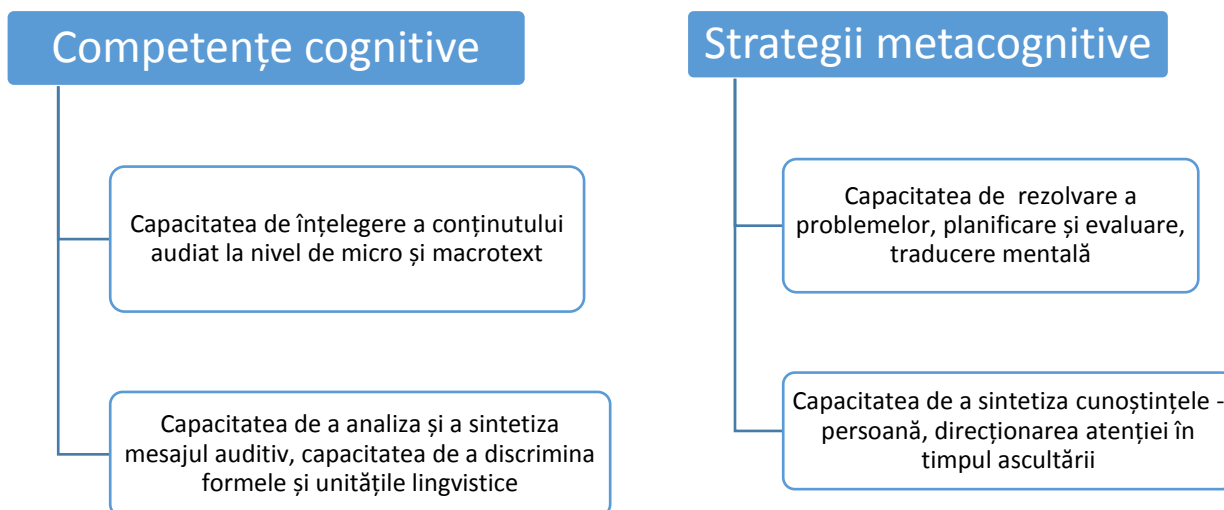 Competențe cognitive
Capacitatea de înțelegere a conținutului
audiat la nivel de micro și macrotext
Capacitatea de a analiza și a sintetiza
mesajul auditiv, capacitatea de a discrimina
formele și unitățile lingvistice
Strategii metacognitive
Capacitatea de  rezolvare a
problemelor, planificare și evaluare,
traducere mentală
Capacitatea de a sintetiza cunoștințele -
persoană, direcționarea atenției în
timpul ascultării